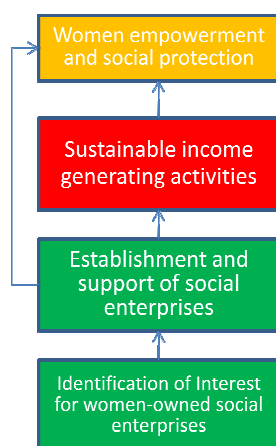 Women empowerment
and social protection
Sustainable income
generating activities
Establishment and
support of social
enterprises
Identification of Interest
for women-owned social
enterprises